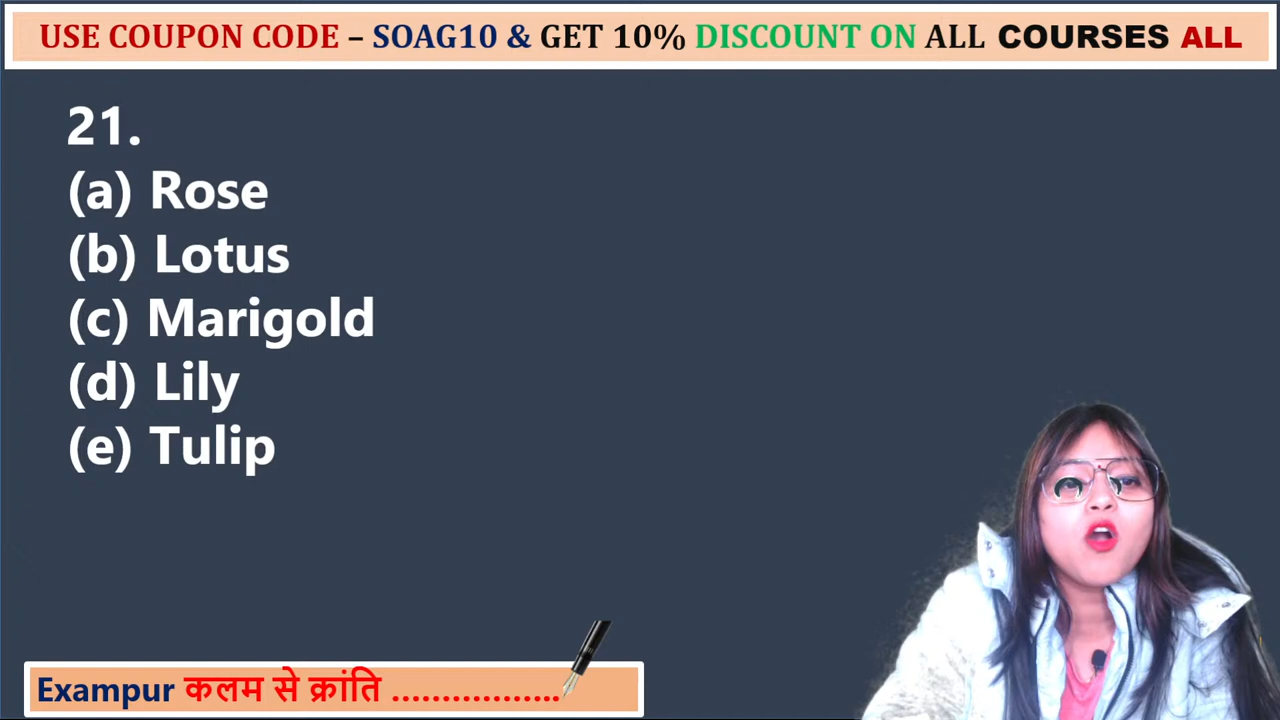 USE COUPON CODE – SOAG10 & GET 10% DISCOUNT ON ALL COURSES ALL
21.
(a) Rose
(b) Lotus
(c) Marigold
(d) Lily
(e) Tulip
Exampur कलम से क्रांति .................